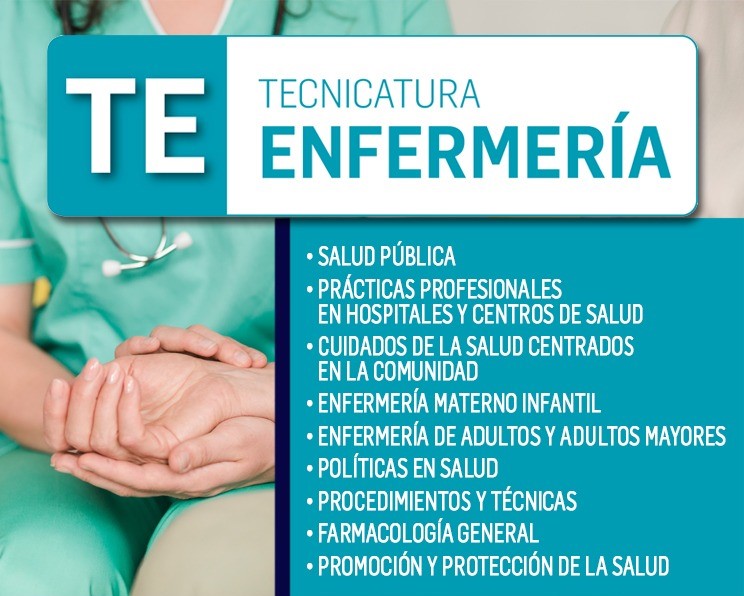 TE
TECNICATURA
ENFERMERÍA
• SALUD PÚBLICA
• PRÁCTICAS PROFESIONALES
EN HOSPITALES Y CENTROS DE SALUD
• CUIDADOS DE LA SALUD CENTRADOS
EN LA COMUNIDAD
• ENFERMERÍA MATERNO INFANTIL
• ENFERMERÍA DE ADULTOS Y ADULTOS MAYORES
• POLÍTICAS EN SALUD
• PROCEDIMIENTOS Y TÉCNICAS
• FARMACOLOGÍA GENERAL
• PROMOCIÓN Y PROTECCIÓN DE LA SALUD